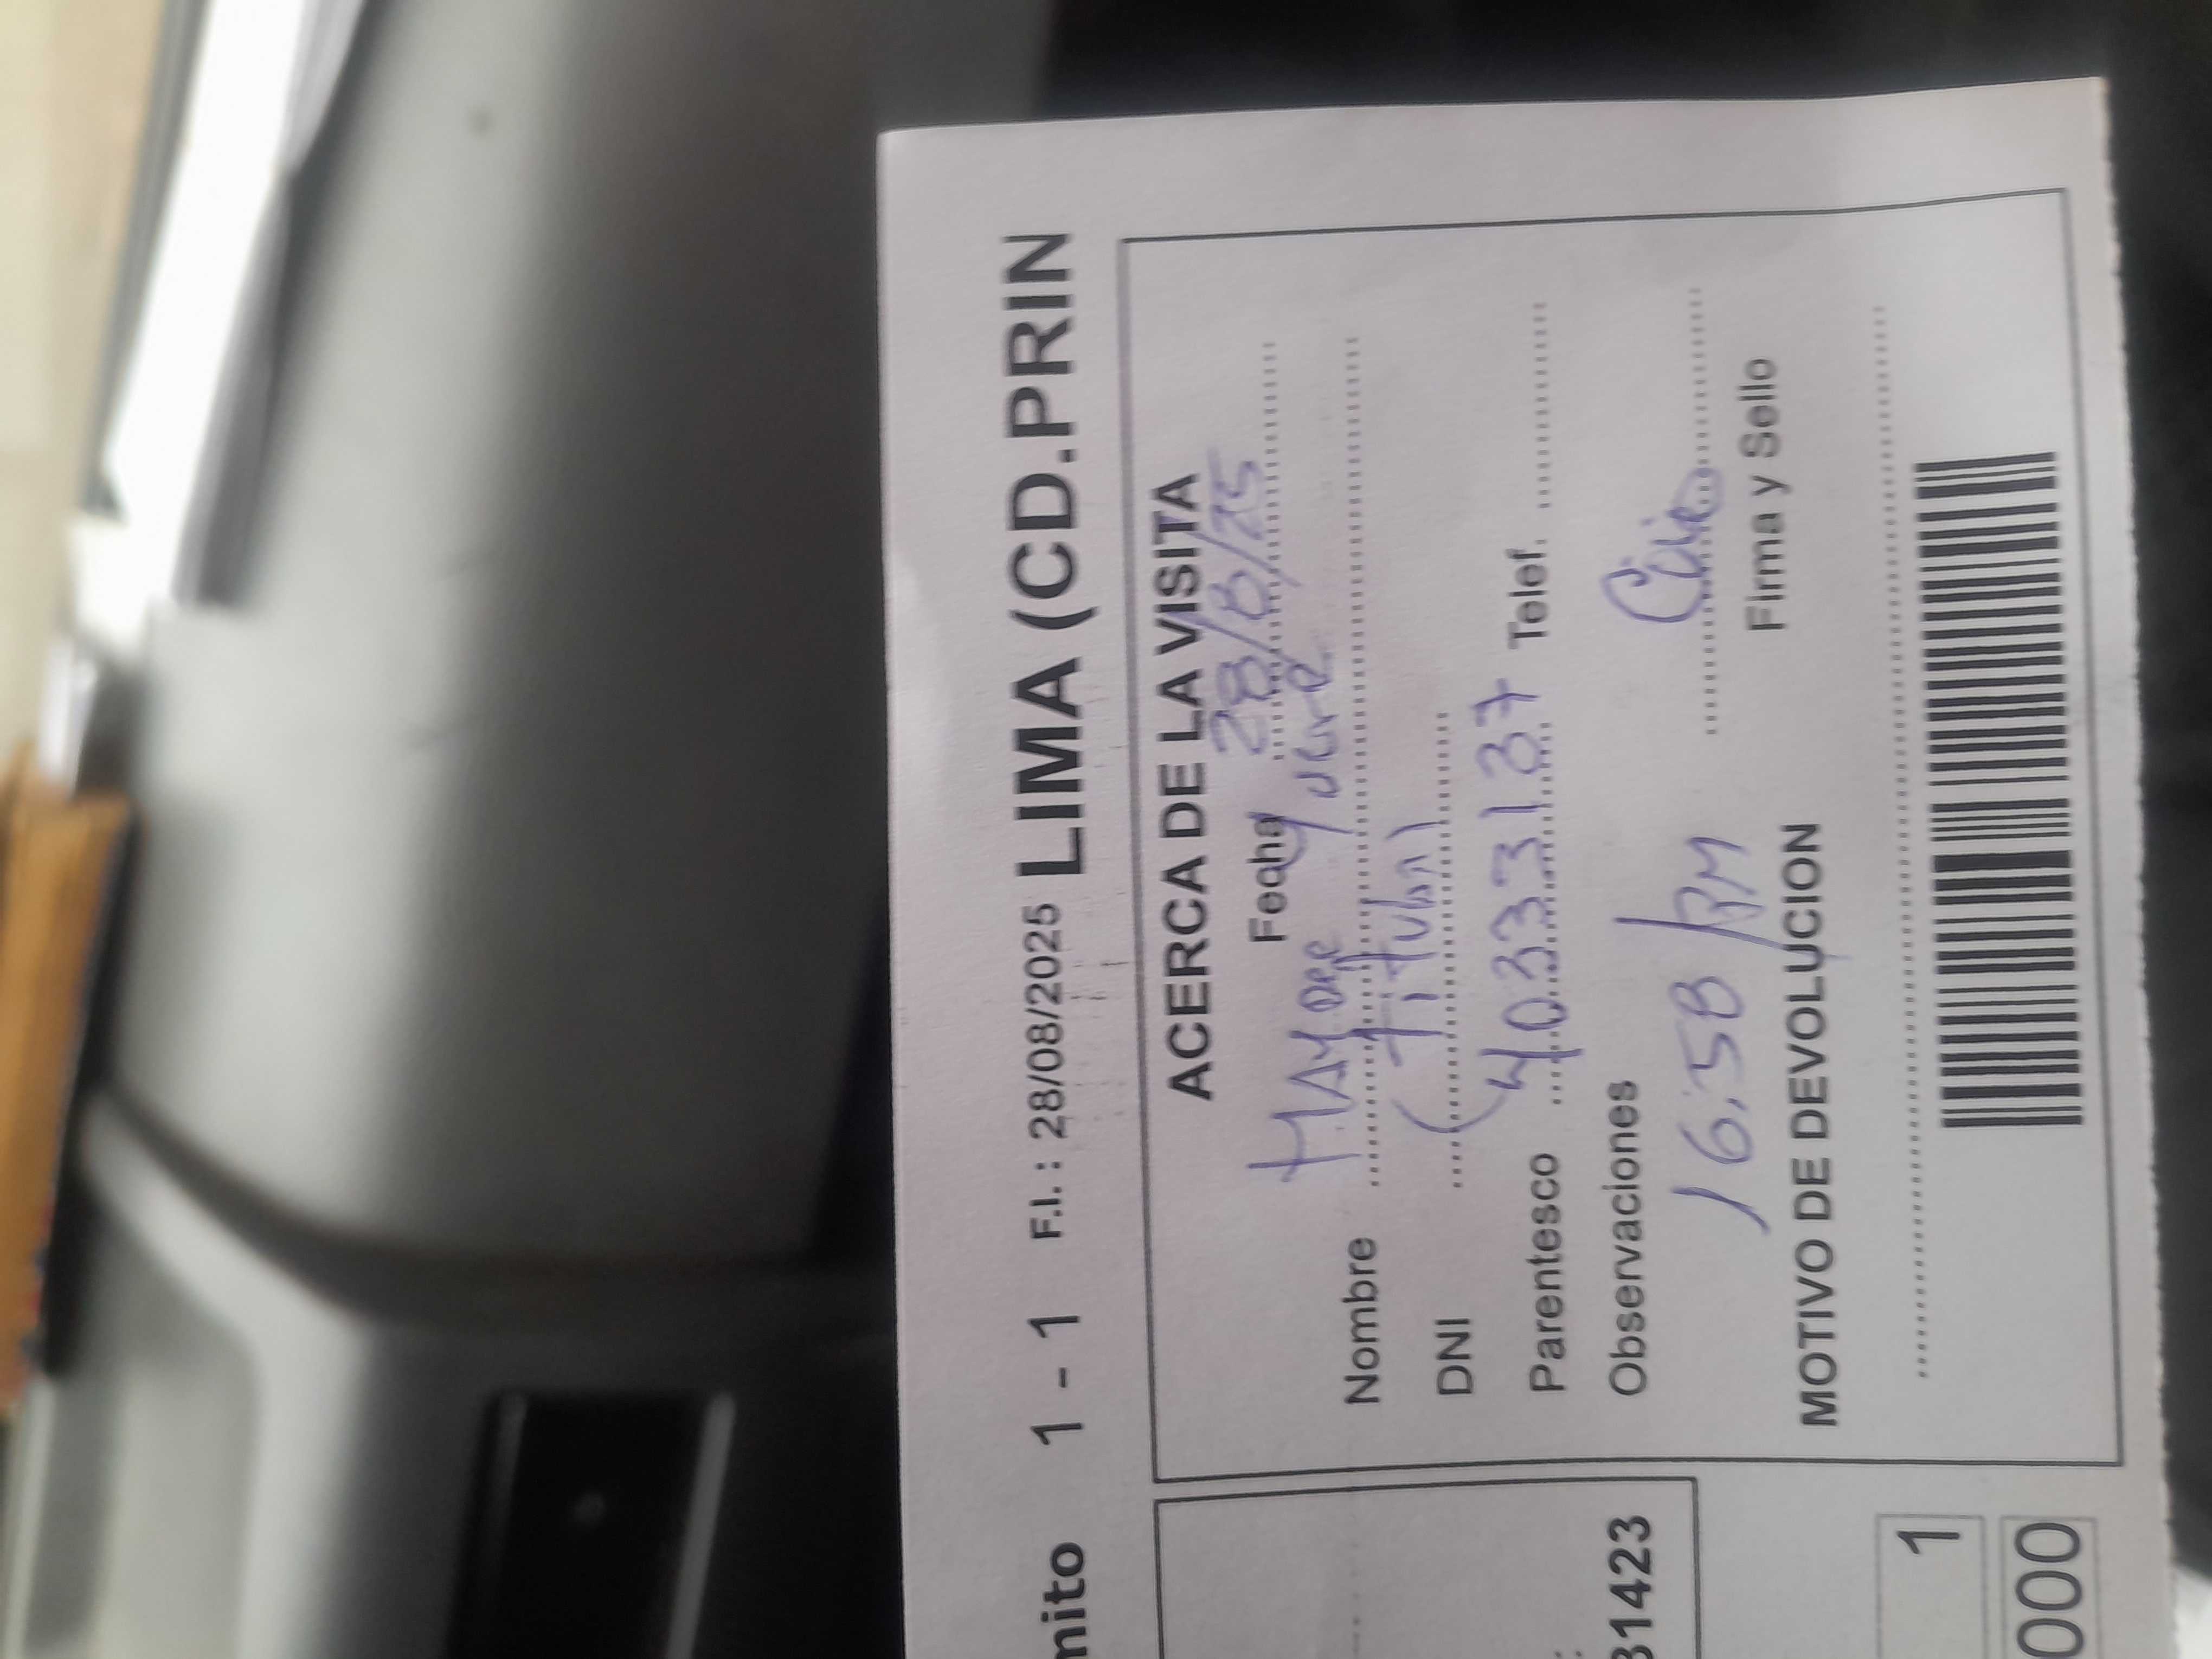 mito 1 - 1 F.I.: 28/08/2025 LIMA (CD.PRIN
ACERCA DE LA VISITA
Fecha 28/8/25
Nombre
(Titular)
DNI
40333137
Parentesco Telef.
Observaciones
16:58 PM
Firma y Sello
MOTIVO DE DEVOLUCION
31423
1
000